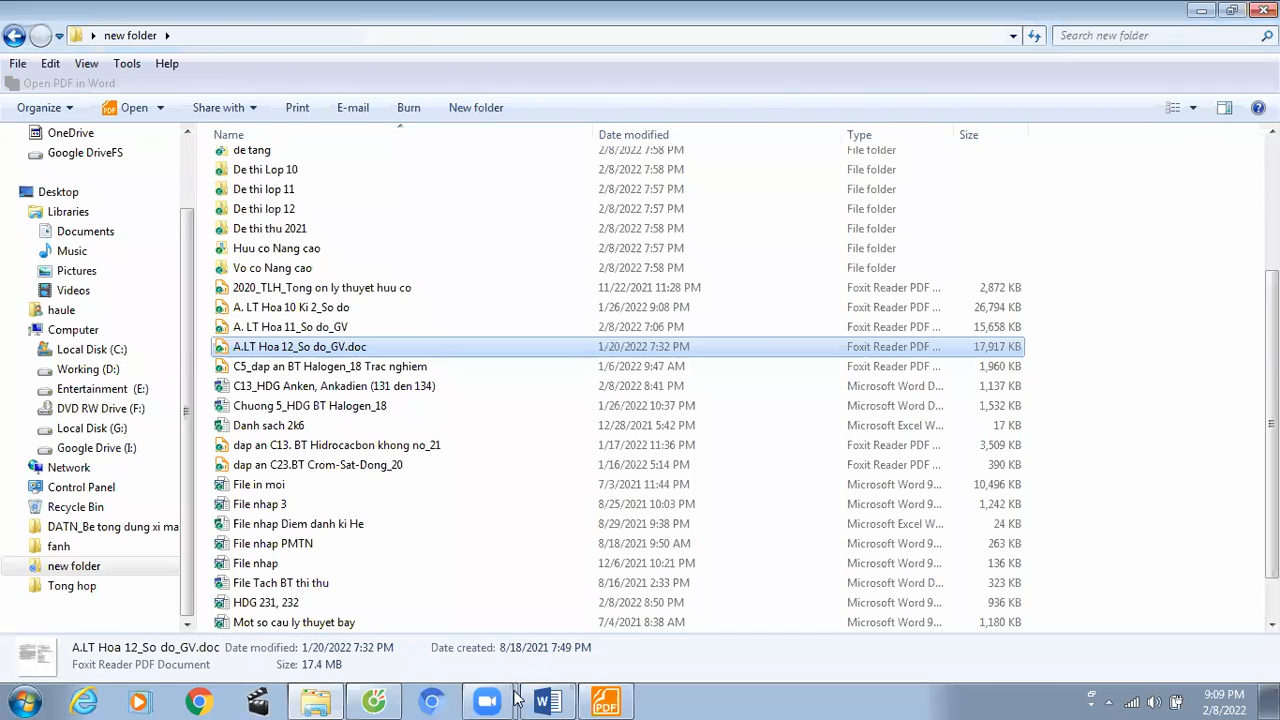 new folder
Search new folder
File Edit View Tools Help
Open PDF in Word
Organize Open Share with Print E-mail Burn New folder
OneDrive
Google DriveFS
Desktop
Libraries
Documents
Music
Pictures
Videos
haule
Computer
Local Disk (C:)
Working (D:)
Entertainment (E:)
DVD RW Drive (F:)
Local Disk (G:)
Google Drive (I:)
Network
Control Panel
Recycle Bin
DATN_Be tong dung xi ma
fanh
new folder
Tong hop
Name Date modified Type Size
de tang 2/8/2022 7:58 PM File folder
De thi Lop 10 2/8/2022 7:58 PM File folder
De thi lop 11 2/8/2022 7:58 PM File folder
De thi lop 12 2/8/2022 7:57 PM File folder
De thi thu 2021 2/8/2022 7:57 PM File folder
Huu co Nang cao 2/8/2022 7:57 PM File folder
Vo co Nang cao 2/8/2022 7:58 PM File folder
2020_TLH_Tong on ly thuyet huu co 11/22/2021 11:28 PM Foxit Reader PDF ... 2,872 KB
A. LT Hoa 10 Ki 2_So do 1/26/2022 9:08 PM Foxit Reader PDF ... 26,794 KB
A. LT Hoa 11_So do_GV 2/8/2022 7:06 PM Foxit Reader PDF ... 15,658 KB
A.LT Hoa 12_So do_GV.doc 1/20/2022 7:32 PM Foxit Reader PDF ... 17,917 KB
C5_dap an BT Halogen_18 Trac nghiem 1/6/2022 9:47 AM Foxit Reader PDF ... 1,960 KB
C13_HDG Anken, Ankadien (131 den 134) 2/8/2022 8:41 PM Microsoft Word D... 1,137 KB
Chuong 5_HDG BT Halogen_18 1/26/2022 10:37 PM Microsoft Word D... 1,532 KB
Danh sach 2k6 12/28/2021 5:42 PM Microsoft Excel W... 17 KB
dap an C13. BT Hidrocacbon khong no_21 1/17/2022 11:36 PM Foxit Reader PDF ... 3,509 KB
dap an C23.BT Crom-Sat-Dong_20 1/16/2022 5:14 PM Foxit Reader PDF ... 390 KB
File in moi 7/3/2021 11:44 PM Microsoft Word 9... 10,496 KB
File nhap 3 8/25/2021 10:03 PM Microsoft Word 9... 1,242 KB
File nhap Diem danh ki He 8/29/2021 9:38 PM Microsoft Excel W... 24 KB
File nhap PMTN 8/18/2021 9:50 AM Microsoft Word 9... 263 KB
File nhap 12/6/2021 10:21 PM Microsoft Word 9... 136 KB
File Tach BT thi thu 8/16/2021 2:33 PM Microsoft Word D... 323 KB
HDG 231, 232 2/8/2022 8:50 PM Microsoft Word 9... 936 KB
Mot so cau ly thuyet bay 7/4/2021 8:38 AM Microsoft Word 9... 1,180 KB
A.LT Hoa 12_So do_GV.doc Date modified: 1/20/2022 7:32 PM Date created: 8/18/2021 7:49 PM
Foxit Reader PDF Document Size: 17.4 MB
PDF
9:09 PM
2/8/2022